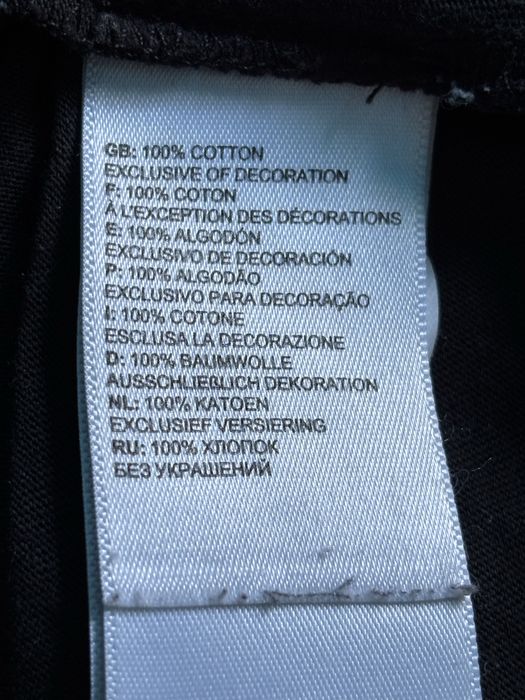 GB: 100% COTTON
EXCLUSIVE OF DECORATION
F: 100% COTON
À L'EXCEPTION DES DÉCORATIONS
E: 100% ALGODÓN
EXCLUSIVO DE DECORACIÓN
P: 100% ALGODÃO
EXCLUSIVO PARA DECORAÇÃO
I: 100% COTONE
ESCLUSA LA DECORAZIONE
D: 100% BAUMWOLLE
AUSSCHLIEßLICH DEKORATION
NL: 100% KATOEN
EXCLUSIEF VERSIERING
RU: 100% ХЛОПОК
БЕЗ УКРАШЕНИЙ